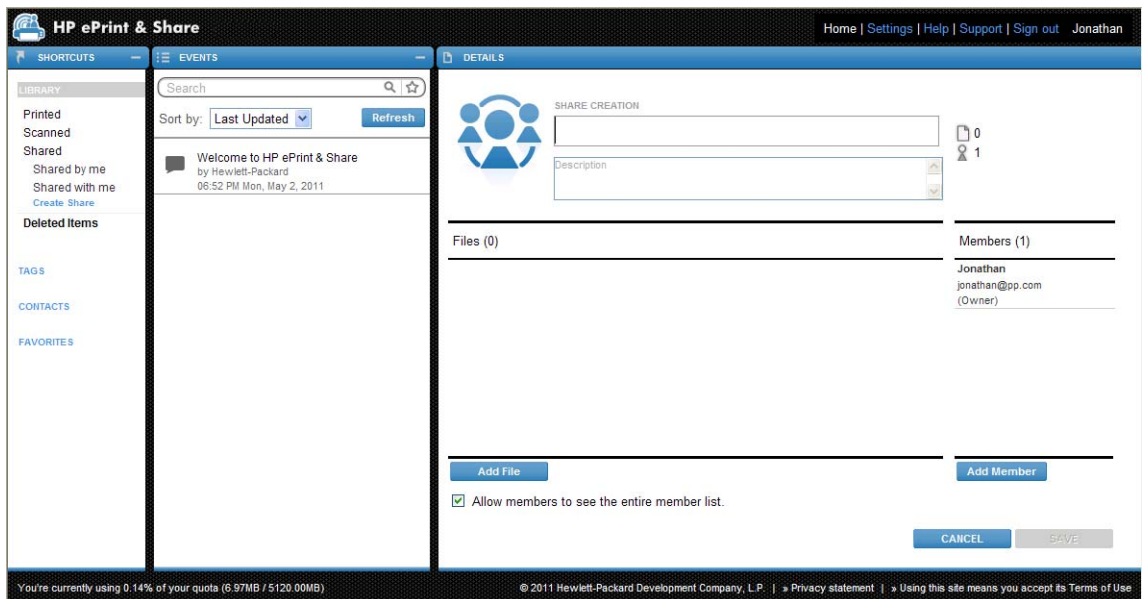 HP ePrint & Share
Home | Settings | Help | Support | Sign out Jonathan
SHORTCUTS
LIBRARY
Printed
Scanned
Shared
Shared by me
Shared with me
Create Share
Deleted Items
TAGS
CONTACTS
FAVORITES
EVENTS
Search
Sort by: Last Updated Refresh
Welcome to HP ePrint & Share
by Hewlett-Packard
06:52 PM Mon, May 2, 2011
DETAILS
SHARE CREATION
0
1
Description
Files (0)
Members (1)
Jonathan
jonathan@pp.com
(Owner)
Add File
Add Member
Allow members to see the entire member list.
CANCEL SAVE
You're currently using 0.14% of your quota (6.97MB / 5120.00MB)
© 2011 Hewlett-Packard Development Company, L.P. | » Privacy statement | » Using this site means you accept its Terms of Use